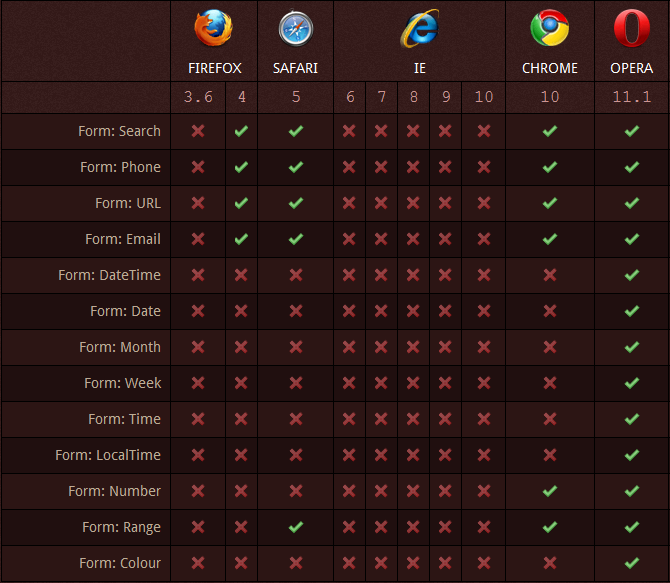 FIREFOX SAFARI IE CHROME OPERA
3.6 4 5 6 7 8 9 10 10 11.1
Form: Search
Form: Phone
Form: URL
Form: Email
Form: DateTime
Form: Date
Form: Month
Form: Week
Form: Time
Form: LocalTime
Form: Number
Form: Range
Form: Colour